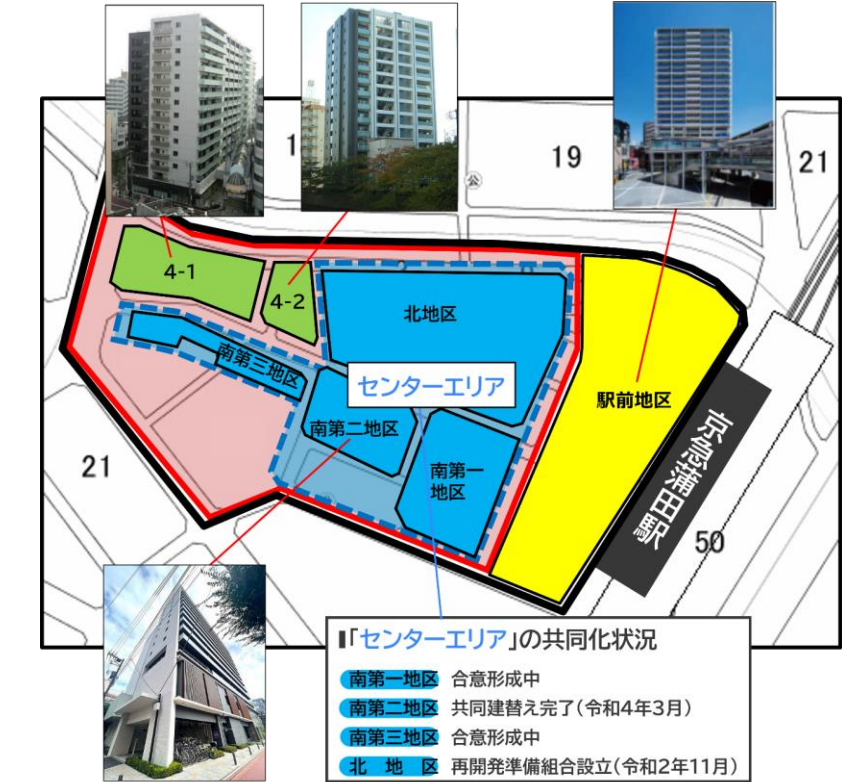 1
19
21
公
4-1
4-2
北地区
南第三地区
センターエリア
駅前地区
南第二地区
南第一
地区
21
京急蒲田駅
50
「センターエリア」の共同化状況
南第一地区 合意形成中
南第二地区 共同建替え完了(令和4年3月)
南第三地区 合意形成中
北 地 区 再開発準備組合設立(令和2年11月)